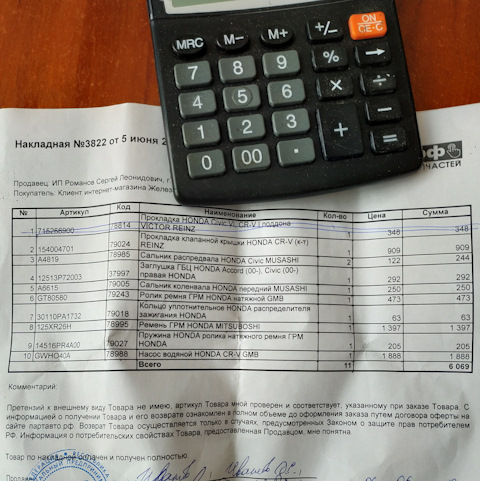 MRC M− M+ +/− ON CE·C
7 8 9 % →
4 5 6 × ÷
1 2 3 + −
0 00 · =
Накладная №3822 от 5 июня 2
ЧАСТЕЙ
Продавец: ИП Романов Сергей Леонидович, г.
Покупатель: Клиент интернет-магазина Желез
№ Артикул Код Наименование Кол-во Цена Сумма
1 715266900 78614 Прокладка HONDA Civic VI, CR-V поддона VICTOR REINZ 1 348 348
2 154004701 79024 Прокладка клапанной крышки HONDA CR-V (к-т) REINZ 1 909 909
3 A4819 78985 Сальник распредвала HONDA Civic MUSASHI 2 122 244
4 12513P72003 37997 Заглушка ГБЦ HONDA Accord (00-), Civic (00-) правая HONDA 1 292 292
5 A6615 79005 Сальник коленвала HONDA передний MUSASHI 1 250 250
6 GT80580 79243 Ролик ремня ГРМ HONDA натяжной GMB 1 473 473
7 30110PA1732 79018 Кольцо уплотнительное HONDA распределителя зажигания HONDA 1 63 63
8 125XR26H 78995 Ремень ГРМ HONDA MITSUBOSHI 1 1 397 1 397
9 14516PR4A00 79027 Пружина HONDA ролика натяжного ремня ГРМ HONDA 1 205 205
10 GWHO40A 78988 Насос водяной HONDA CR-V GMB 1 1 888 1 888
Всего 11 6 069
Комментарий:
Претензий к внешнему виду Товара не имею, артикул Товара мной проверен и соответствует, указанному при заказе Товара. С
информацией о получении Товара и его возврате ознакомлен в полном объеме до оформления заказа путем договора оферты на
сайте партавто.рф. Возврат Товара осуществляется только в случаях, предусмотренных Законом о защите прав потребителем
РФ. Информация о потребительских свойствах Товара, предоставленная Продавцом, мне понятна.
Товар по накладной оплачен и получен полностью.
Продавец